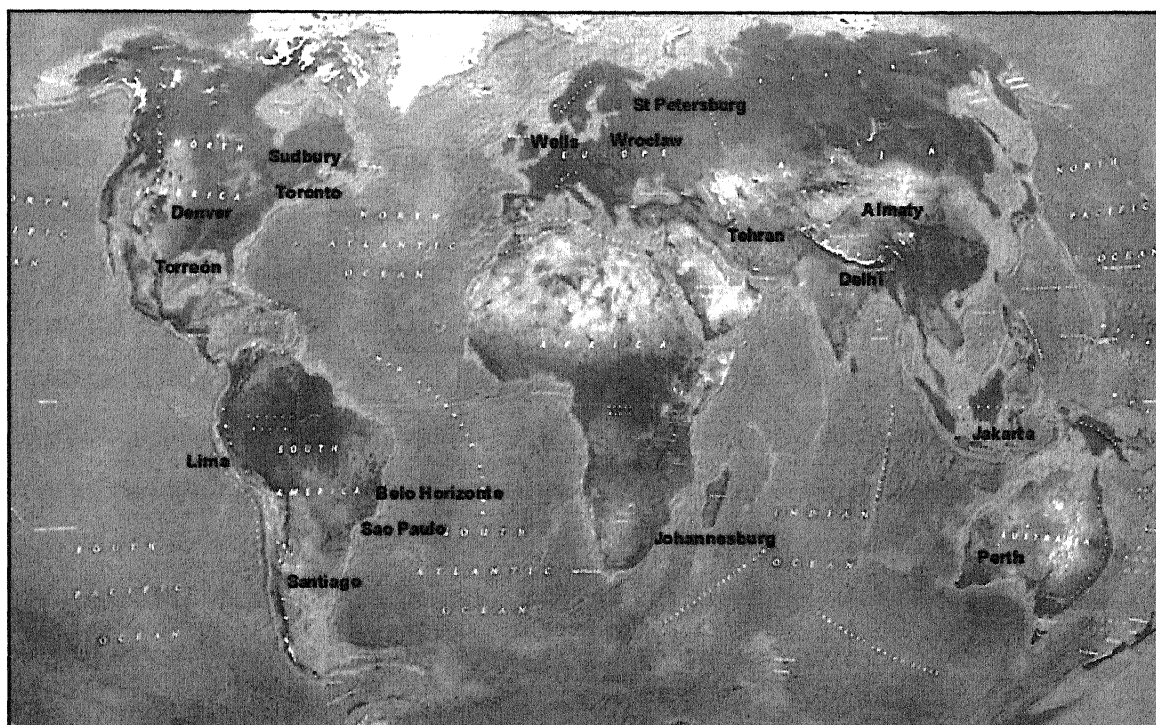 St Petersburg
Wells
Wroclaw
EUROPE
ASIA
NORTH
AMERICA
Sudbury
Toronto
Denver
Torreón
NORTH
ATLANTIC
OCEAN
NORTH
PACIFIC
OCEAN
Almaty
Tehran
Delhi
AFRICA
Jakarta
Lima
SOUTH
AMERICA
Belo Horizonte
Sao Paulo
SOUTH
ATLANTIC
OCEAN
Santiago
Johannesburg
INDIAN
OCEAN
AUSTRALIA
Perth
SOUTH
PACIFIC
OCEAN